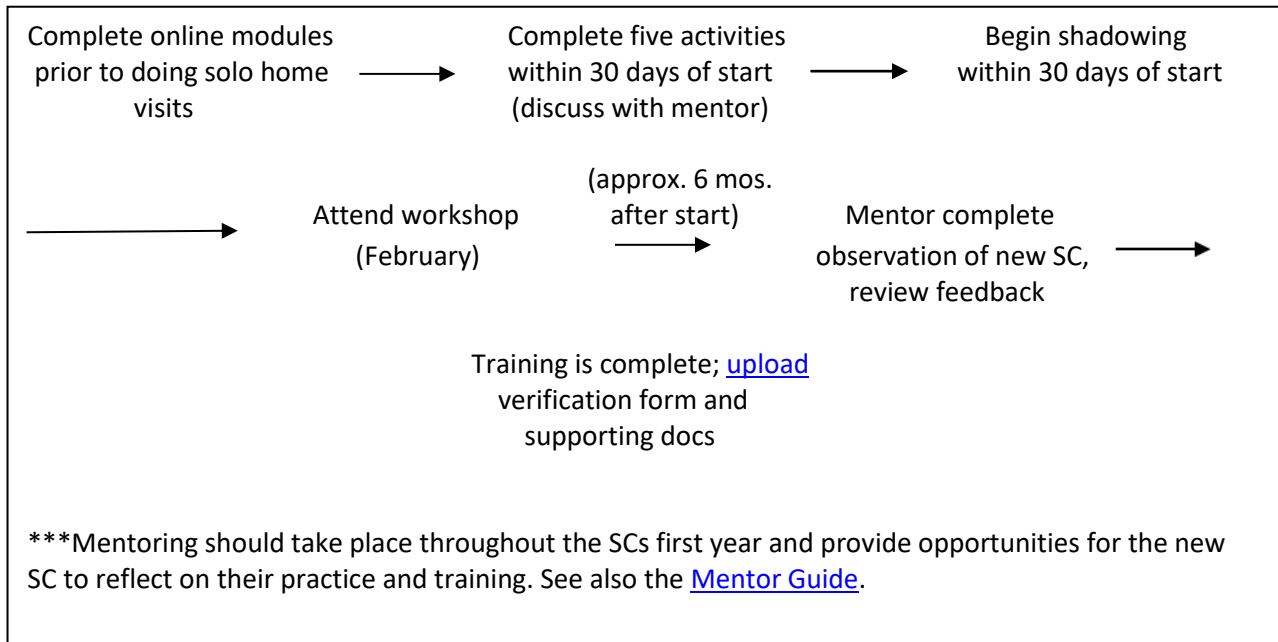 Complete online modules
prior to doing solo home
visits
Complete five activities
within 30 days of start
(discuss with mentor)
Begin shadowing
within 30 days of start
Attend workshop
(February)
(approx. 6 mos.
after start)
Mentor complete
observation of new SC,
review feedback
Training is complete; upload
verification form and
supporting docs
***Mentoring should take place throughout the SCs first year and provide opportunities for the new
SC to reflect on their practice and training. See also the Mentor Guide.